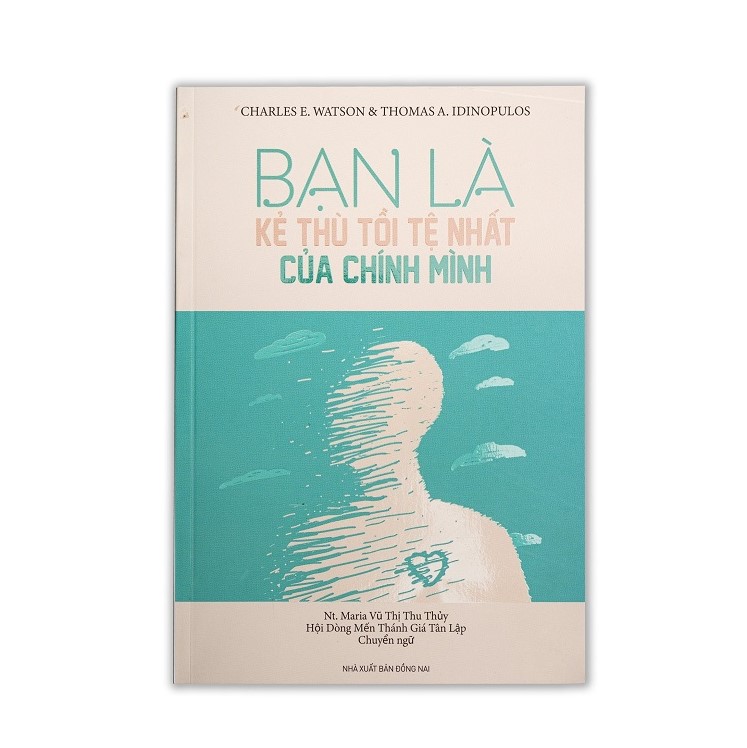 CHARLES E. WATSON & THOMAS A. IDINOPULOS
BẠN LÀ
KẺ THÙ TỒI TỆ NHẤT
CỦA CHÍNH MÌNH
Nt. Maria Vũ Thị Thu Thủy
Hội Dòng Mến Thánh Giá Tân Lập
Chuyển ngữ
NHÀ XUẤT BẢN ĐỒNG NAI